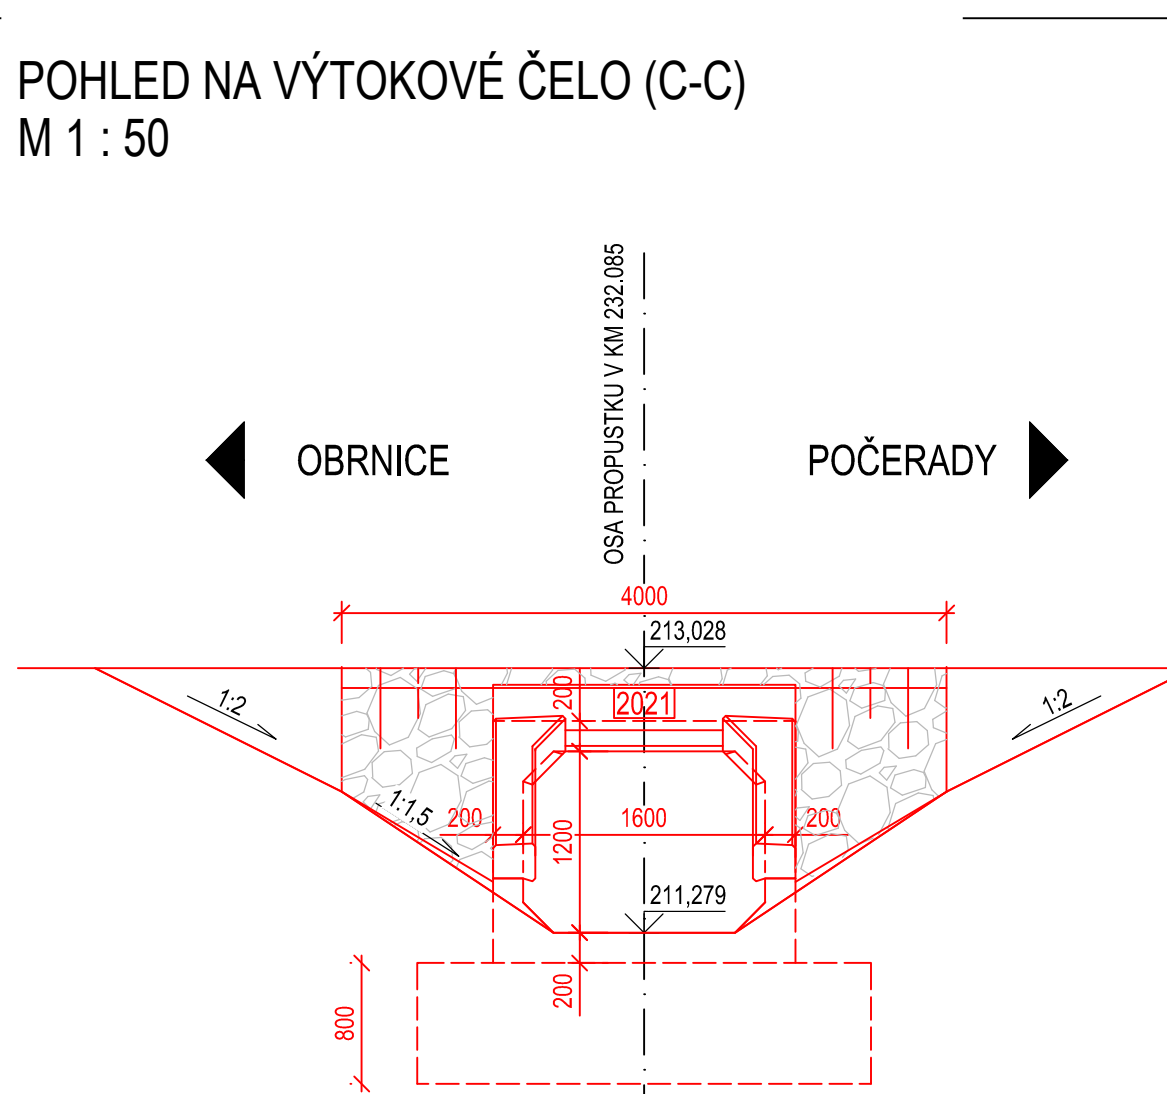 POHLED NA VÝTOKOVÉ ČELO (C-C)
M 1 : 50
OSA PROPUSTKU V KM 232.085
OBRNICE
POČERADY
4000
213,028
200
2021
1:2
1:2
1:1,5
200
1600
200
1200
211,279
200
800